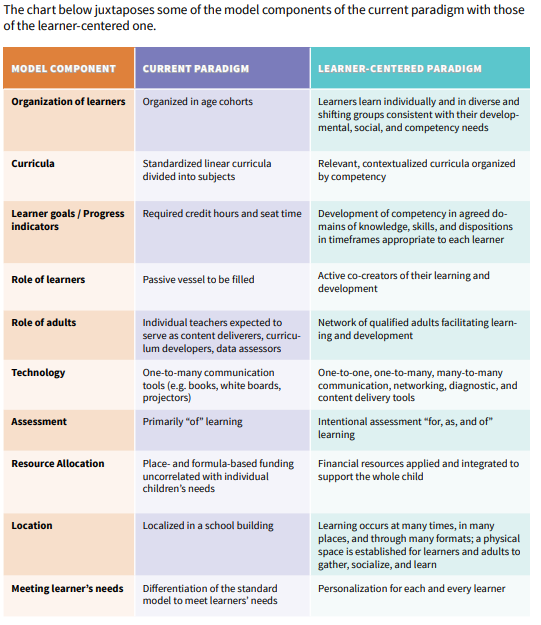 The chart below juxtaposes some of the model components of the current paradigm with those
of the learner-centered one.
MODEL COMPONENT CURRENT PARADIGM LEARNER-CENTERED PARADIGM
Organization of learners Organized in age cohorts Learners learn individually and in diverse and
shifting groups consistent with their develop-
mental, social, and competency needs
Curricula Standardized linear curricula Relevant, contextualized curricula organized
divided into subjects by competency
Learner goals / Progress Required credit hours and seat time Development of competency in agreed do-
indicators mains of knowledge, skills, and dispositions
in timeframes appropriate to each learner
Role of learners Passive vessel to be filled Active co-creators of their learning and
development
Role of adults Individual teachers expected to Network of qualified adults facilitating learn-
serve as content deliverers, curricu- ing and development
lum developers, data assessors
Technology One-to-many communication One-to-one, one-to-many, many-to-many
tools (e.g. books, white boards, communication, networking, diagnostic, and
projectors) content delivery tools
Assessment Primarily “of” learning Intentional assessment “for, as, and of”
learning
Resource Allocation Place- and formula-based funding Financial resources applied and integrated to
uncorrelated with individual support the whole child
children’s needs
Location Localized in a school building Learning occurs at many times, in many
places, and through many formats; a physical
space is established for learners and adults to
gather, socialize, and learn
Meeting learner’s needs Differentiation of the standard Personalization for each and every learner
model to meet learners’ needs